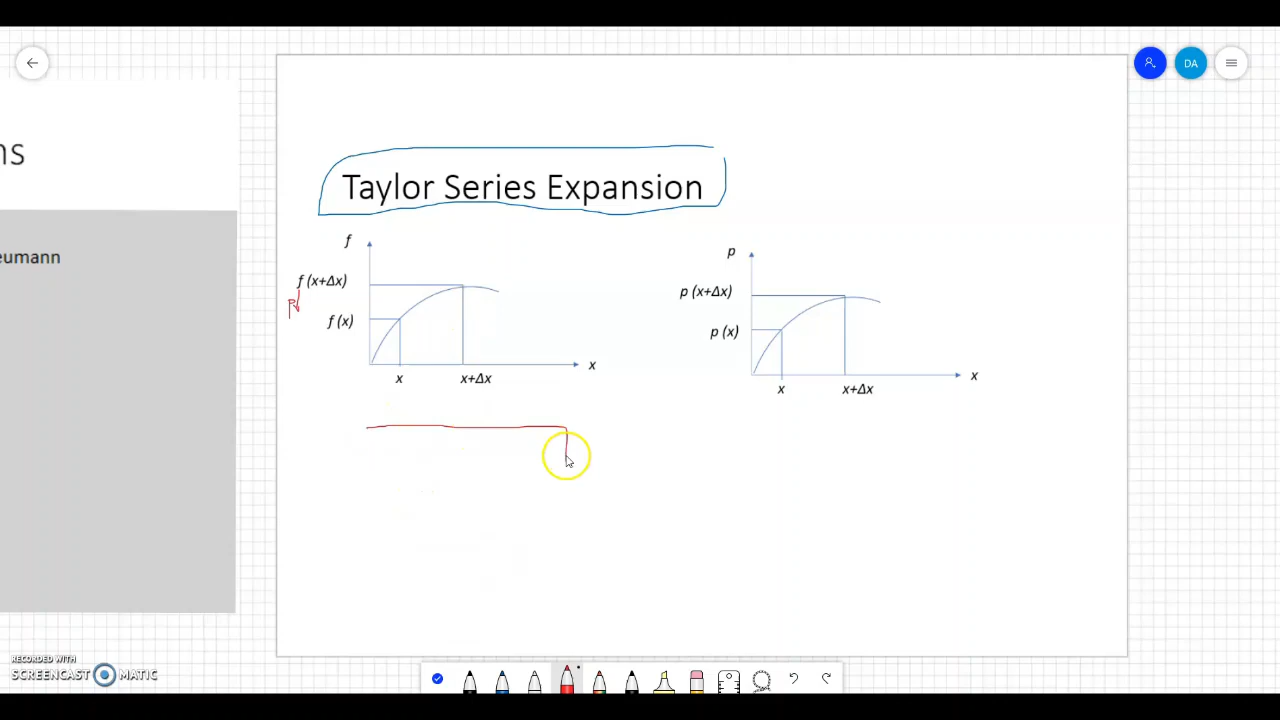 DA
ns
eumann
Taylor Series Expansion
f
f (x+Δx)
f (x)
x
x+Δx
x
p
p (x+Δx)
p (x)
x
x+Δx
x
RECORDED WITH
SCREENCAST MATIC